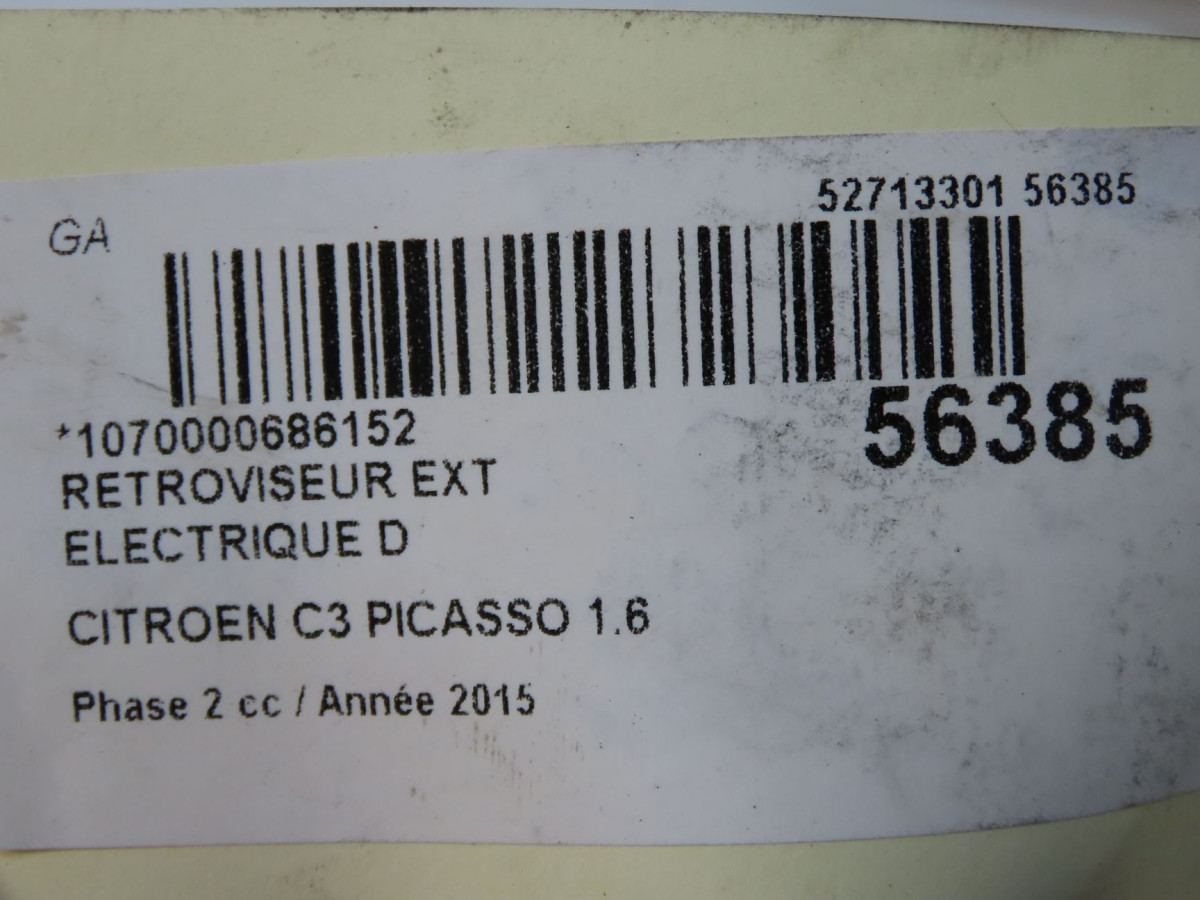 52713301 56385
GA
56385
*1070000686152
RETROVISEUR EXT
ELECTRIQUE D
CITROEN C3 PICASSO 1.6
Phase 2 cc / Année 2015